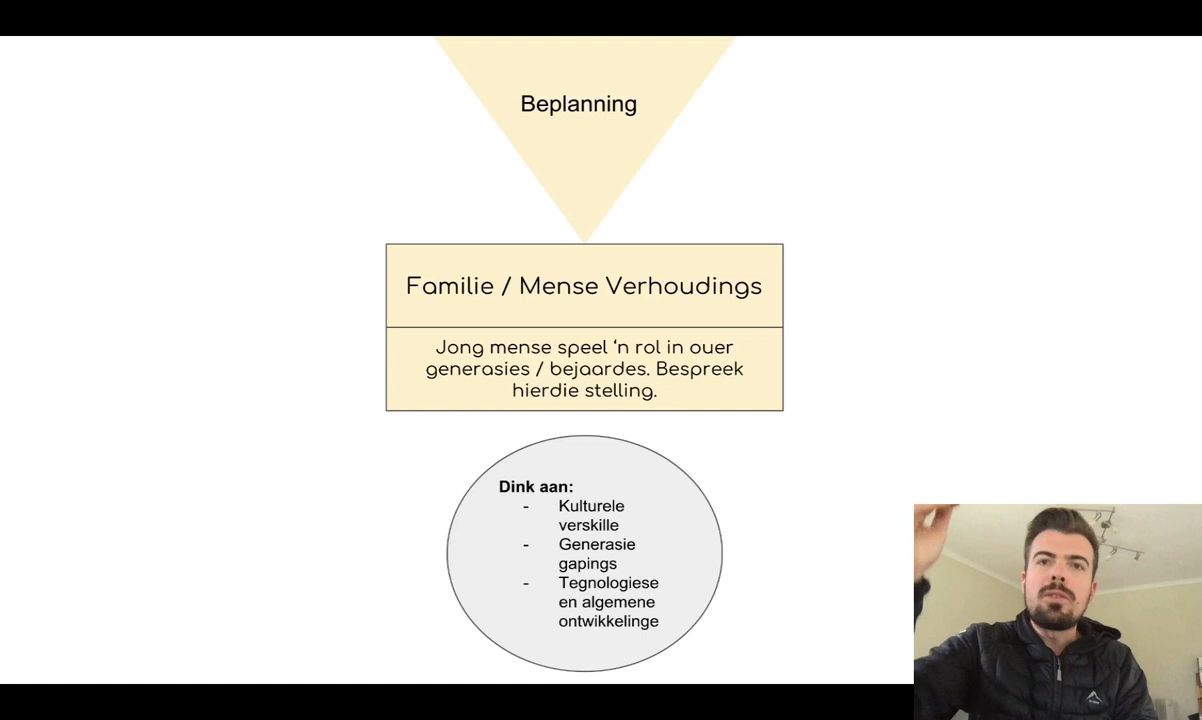 Beplanning
Familie / Mense Verhoudings
Jong mense speel ‘n rol in ouer
generasies / bejaardes. Bespreek
hierdie stelling.
Dink aan:
- Kulturele
verskille
- Generasie
gapings
- Tegnologiese
en algemene
ontwikkelinge